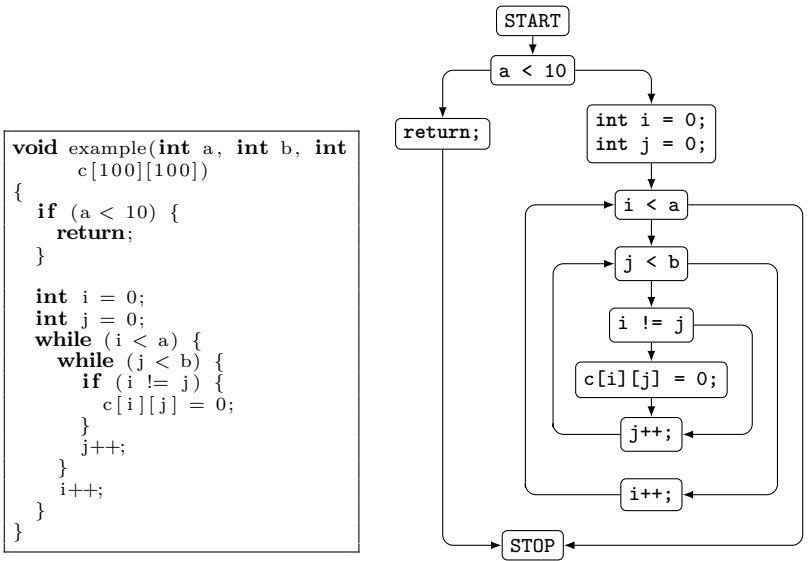 void example(int a, int b, int
c[100][100])
{
if (a < 10) {
return;
}
int i = 0;
int j = 0;
while (i < a) {
while (j < b) {
if (i != j) {
c[i][j] = 0;
}
j++;
}
i++;
}
}
START
a < 10
return;
int i = 0;
int j = 0;
i < a
j < b
i != j
c[i][j] = 0;
j++;
i++;
STOP